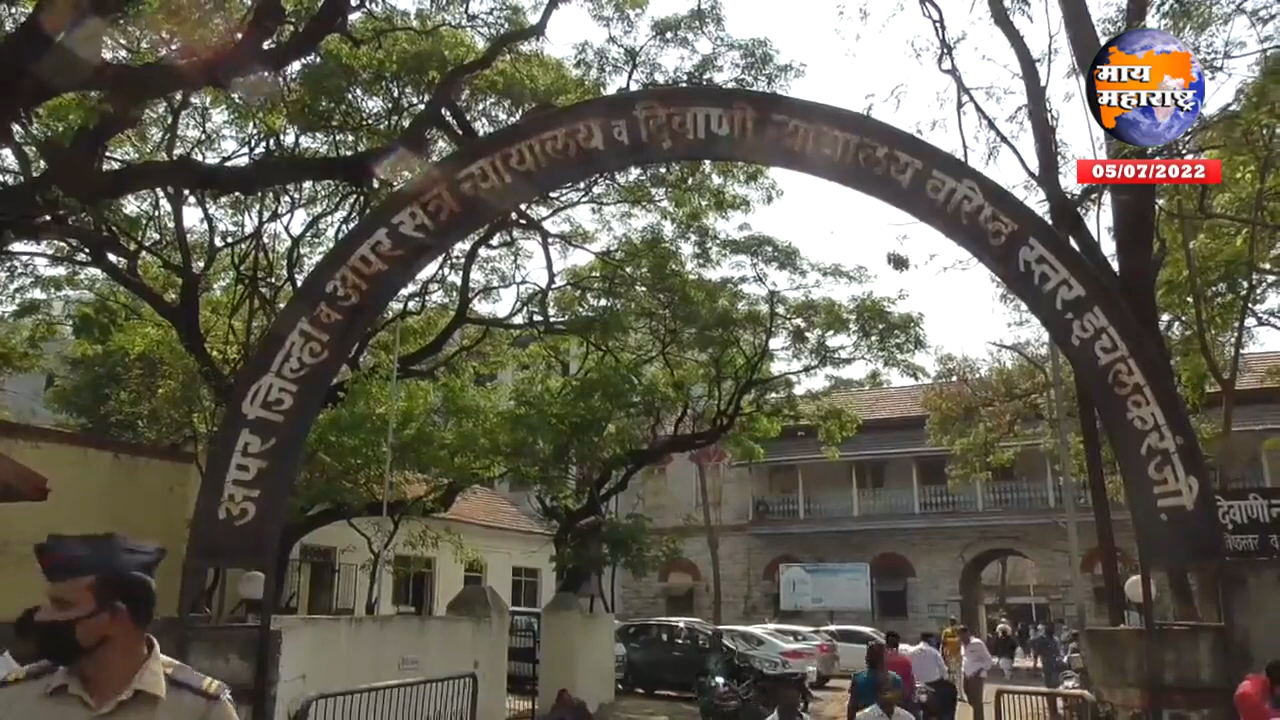 माय
महाराष्ट्र
05/07/2022
अपर जिल्हा व अपर सत्र न्यायालय व दिवाणी न्यायालय वरिष्ठ स्तर, इचलकरंजी.